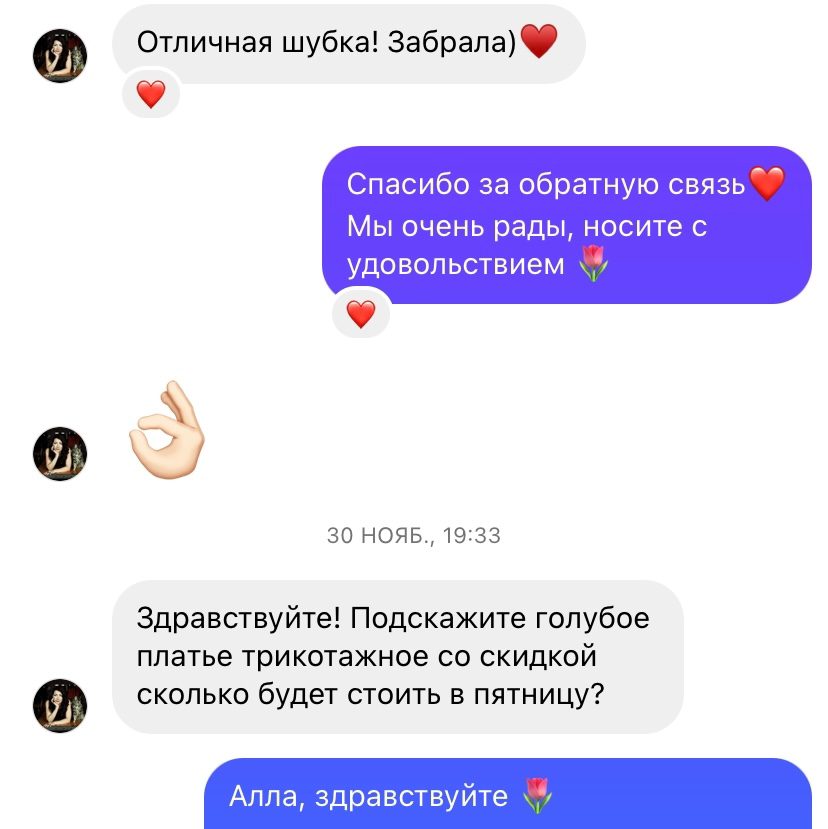 Отличная шубка! Забрала)♥️
Спасибо за обратную связь❤️
Мы очень рады, носите с
удовольствием 🌷
30 НОЯБ., 19:33
Здравствуйте! Подскажите голубое
платье трикотажное со скидкой
сколько будет стоить в пятницу?
Алла, здравствуйте 🌷